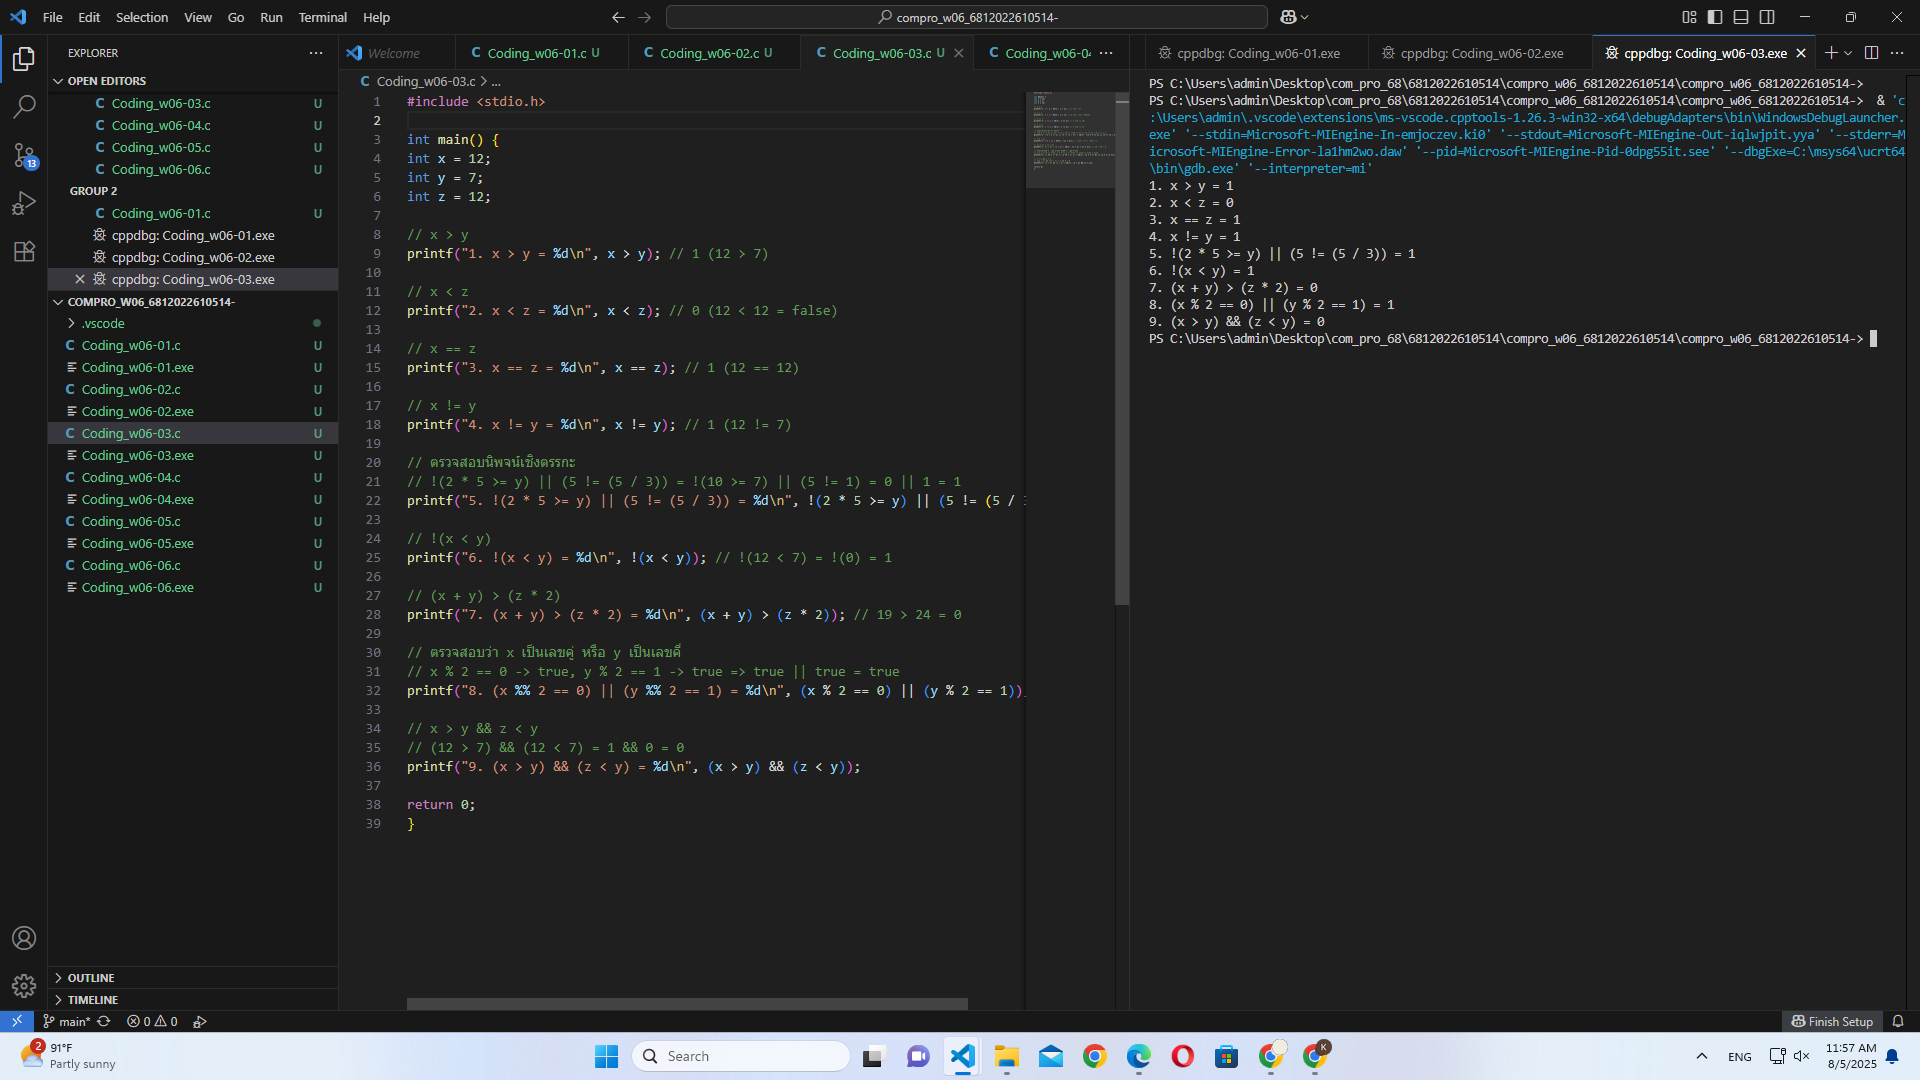 File Edit Selection View Go Run Terminal Help
compro_w06_6812022610514-
EXPLORER
OPEN EDITORS
Coding_w06-03.c U
Coding_w06-04.c U
Coding_w06-05.c U
Coding_w06-06.c U
GROUP 2
Coding_w06-01.c U
cppdbg: Coding_w06-01.exe
cppdbg: Coding_w06-02.exe
cppdbg: Coding_w06-03.exe
COMPRO_W06_6812022610514-
.vscode
Coding_w06-01.c U
Coding_w06-01.exe U
Coding_w06-02.c U
Coding_w06-02.exe U
Coding_w06-03.c U
Coding_w06-03.exe U
Coding_w06-04.c U
Coding_w06-04.exe U
Coding_w06-05.c U
Coding_w06-05.exe U
Coding_w06-06.c U
Coding_w06-06.exe U
OUTLINE
TIMELINE
Welcome Coding_w06-01.c U Coding_w06-02.c U Coding_w06-03.c U Coding_w06-04
Coding_w06-03.c > ...
1 #include <stdio.h>
2
3 int main() {
4 int x = 12;
5 int y = 7;
6 int z = 12;
7
8 // x > y
9 printf("1. x > y = %d\n", x > y); // 1 (12 > 7)
10
11 // x < z
12 printf("2. x < z = %d\n", x < z); // 0 (12 < 12 = false)
13
14 // x == z
15 printf("3. x == z = %d\n", x == z); // 1 (12 == 12)
16
17 // x != y
18 printf("4. x != y = %d\n", x != y); // 1 (12 != 7)
19
20 // ตรวจสอบนิพจน์เชิงตรรกะ
21 // !(2 * 5 >= y) || (5 != (5 / 3)) = !(10 >= 7) || (5 != 1) = 0 || 1 = 1
22 printf("5. !(2 * 5 >= y) || (5 != (5 / 3)) = %d\n", !(2 * 5 >= y) || (5 != (5 / 3
23
24 // !(x < y)
25 printf("6. !(x < y) = %d\n", !(x < y)); // !(12 < 7) = !(0) = 1
26
27 // (x + y) > (z * 2)
28 printf("7. (x + y) > (z * 2) = %d\n", (x + y) > (z * 2)); // 19 > 24 = 0
29
30 // ตรวจสอบว่า x เป็นเลขคู่ หรือ y เป็นเลขคี่
31 // x % 2 == 0 -> true, y % 2 == 1 -> true => true || true = true
32 printf("8. (x %% 2 == 0) || (y %% 2 == 1) = %d\n", (x % 2 == 0) || (y % 2 == 1));
33
34 // x > y && z < y
35 // (12 > 7) && (12 < 7) = 1 && 0 = 0
36 printf("9. (x > y) && (z < y) = %d\n", (x > y) && (z < y));
37
38 return 0;
39 }
cppdbg: Coding_w06-01.exe cppdbg: Coding_w06-02.exe cppdbg: Coding_w06-03.exe
PS C:\Users\admin\Desktop\com_pro_68\6812022610514\compro_w06_6812022610514\compro_w06_6812022610514->
PS C:\Users\admin\Desktop\com_pro_68\6812022610514\compro_w06_6812022610514\compro_w06_6812022610514-> & 'c
:\Users\admin\.vscode\extensions\ms-vscode.cpptools-1.26.3-win32-x64\debugAdapters\bin\WindowsDebugLauncher.
exe' '--stdin=Microsoft-MIEngine-In-emjoczev.ki0' '--stdout=Microsoft-MIEngine-Out-iqlwjpit.yya' '--stderr=M
icrosoft-MIEngine-Error-la1hm2wo.daw' '--pid=Microsoft-MIEngine-Pid-0dpg55it.see' '--dbgExe=C:\msys64\ucrt64
\bin\gdb.exe' '--interpreter=mi'
1. x > y = 1
2. x < z = 0
3. x == z = 1
4. x != y = 1
5. !(2 * 5 >= y) || (5 != (5 / 3)) = 1
6. !(x < y) = 1
7. (x + y) > (z * 2) = 0
8. (x % 2 == 0) || (y % 2 == 1) = 1
9. (x > y) && (z < y) = 0
PS C:\Users\admin\Desktop\com_pro_68\6812022610514\compro_w06_6812022610514\compro_w06_6812022610514->
13
main* 0 0 Finish Setup
2 91°F
Partly sunny
Search
K
ENG
11:57 AM
8/5/2025